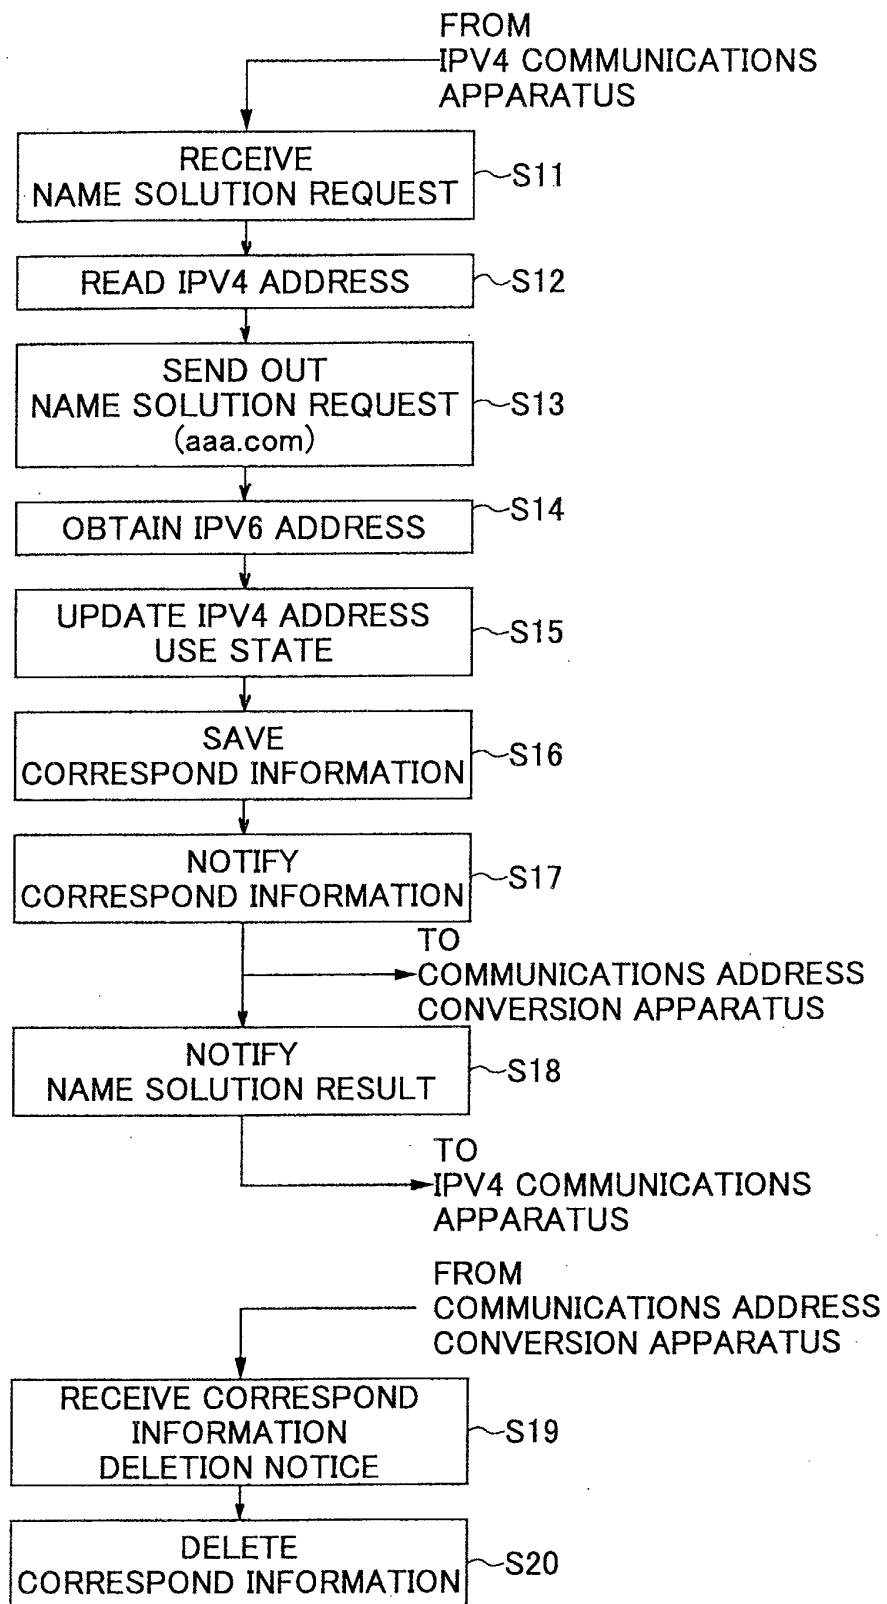 FROM
IPV4 COMMUNICATIONS
APPARATUS
RECEIVE
NAME SOLUTION REQUEST
S11
READ IPV4 ADDRESS
S12
SEND OUT
NAME SOLUTION REQUEST
(aaa.com)
S13
OBTAIN IPV6 ADDRESS
S14
UPDATE IPV4 ADDRESS
USE STATE
S15
SAVE
CORRESPOND INFORMATION
S16
NOTIFY
CORRESPOND INFORMATION
S17
TO
COMMUNICATIONS ADDRESS
CONVERSION APPARATUS
NOTIFY
NAME SOLUTION RESULT
S18
TO
IPV4 COMMUNICATIONS
APPARATUS
FROM
COMMUNICATIONS ADDRESS
CONVERSION APPARATUS
RECEIVE CORRESPOND
INFORMATION
DELETION NOTICE
S19
DELETE
CORRESPOND INFORMATION
S20